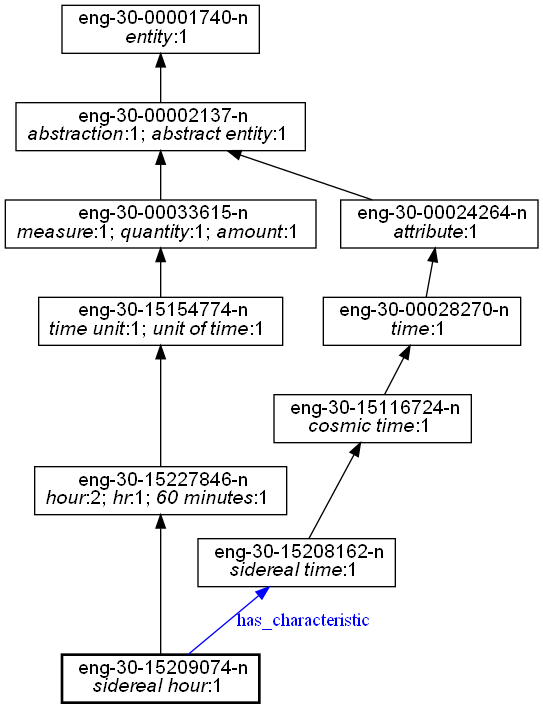 eng-30-00001740-n
entity:1
eng-30-00002137-n
abstraction:1; abstract entity:1
eng-30-00033615-n
measure:1; quantity:1; amount:1
eng-30-00024264-n
attribute:1
eng-30-15154774-n
time unit:1; unit of time:1
eng-30-00028270-n
time:1
eng-30-15116724-n
cosmic time:1
eng-30-15227846-n
hour:2; hr:1; 60 minutes:1
eng-30-15208162-n
sidereal time:1
has_characteristic
eng-30-15209074-n
sidereal hour:1